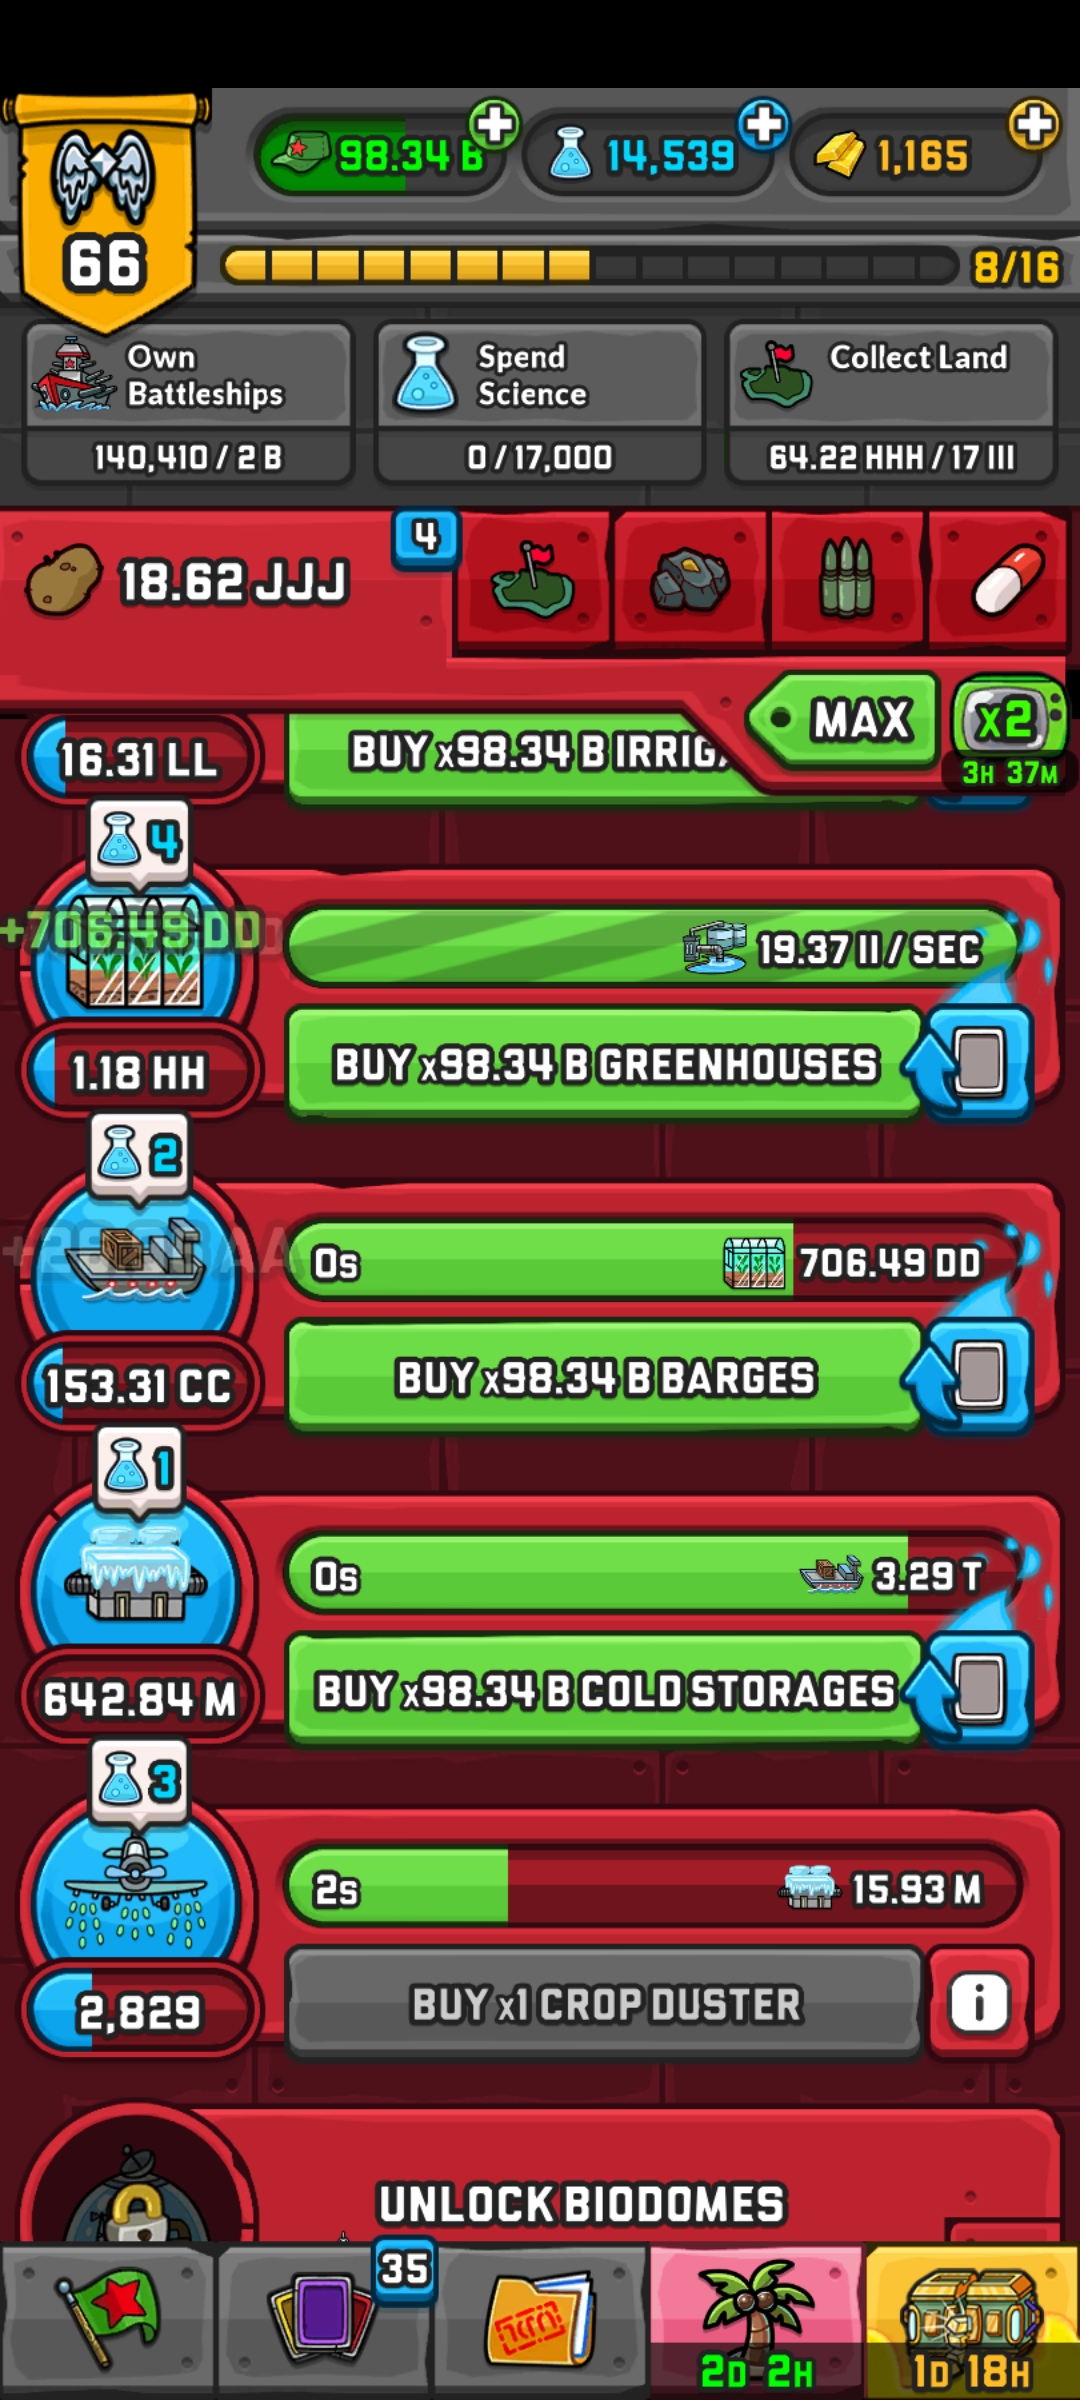 98.34 B
14,539
1,165
66
8/16
Own
Battleships
140,410 / 2 B
Spend
Science
0 / 17,000
Collect Land
64.22 HHH / 17 III
18.62 JJJ
4
MAX
x2
3H 37M
16.31 LL
BUY x98.34 B IRRIG
4
+706.49 DD
19.37 II / SEC
1.18 HH
BUY x98.34 B GREENHOUSES
2
0s
706.49 DD
153.31 CC
BUY x98.34 B BARGES
1
0s
3.29 T
642.84 M
BUY x98.34 B COLD STORAGES
3
2s
15.93 M
2,829
BUY x1 CROP DUSTER
i
UNLOCK BIODOMES
35
2D 2H
1D 18H